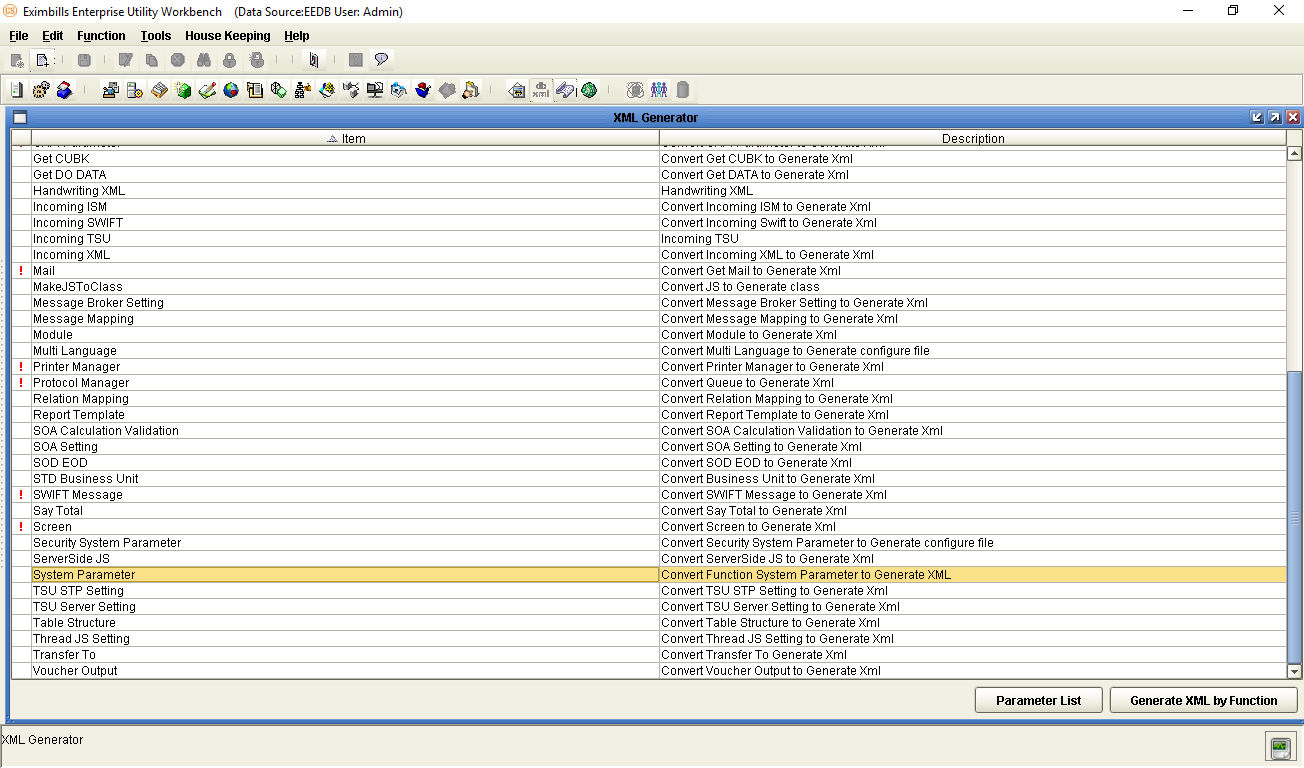 CS Eximbills Enterprise Utility Workbench (Data Source:EEDB User: Admin)
File Edit Function Tools House Keeping Help
db xml
XML Generator
Item Description
Get CUBK Convert Get CUBK to Generate Xml
Get DO DATA Convert Get DATA to Generate Xml
Handwriting XML Handwriting XML
Incoming ISM Convert Incoming ISM to Generate Xml
Incoming SWIFT Convert Incoming Swift to Generate Xml
Incoming TSU Incoming TSU
Incoming XML Convert Incoming XML to Generate Xml
! Mail Convert Get Mail to Generate Xml
MakeJSToClass Convert JS to Generate class
Message Broker Setting Convert Message Broker Setting to Generate Xml
Message Mapping Convert Message Mapping to Generate Xml
Module Convert Module to Generate Xml
Multi Language Convert Multi Language to Generate configure file
! Printer Manager Convert Printer Manager to Generate Xml
! Protocol Manager Convert Queue to Generate Xml
Relation Mapping Convert Relation Mapping to Generate Xml
Report Template Convert Report Template to Generate Xml
SOA Calculation Validation Convert SOA Calculation Validation to Generate Xml
SOA Setting Convert SOA Setting to Generate Xml
SOD EOD Convert SOD EOD to Generate Xml
STD Business Unit Convert Business Unit to Generate Xml
! SWIFT Message Convert SWIFT Message to Generate Xml
Say Total Convert Say Total to Generate Xml
! Screen Convert Screen to Generate Xml
Security System Parameter Convert Security System Parameter to Generate configure file
ServerSide JS Convert ServerSide JS to Generate Xml
System Parameter Convert Function System Parameter to Generate XML
TSU STP Setting Convert TSU STP Setting to Generate Xml
TSU Server Setting Convert TSU Server Setting to Generate Xml
Table Structure Convert Table Structure to Generate Xml
Thread JS Setting Convert Thread JS Setting to Generate Xml
Transfer To Convert Transfer To Generate Xml
Voucher Output Convert Voucher Output to Generate Xml
Parameter List Generate XML by Function
XML Generator